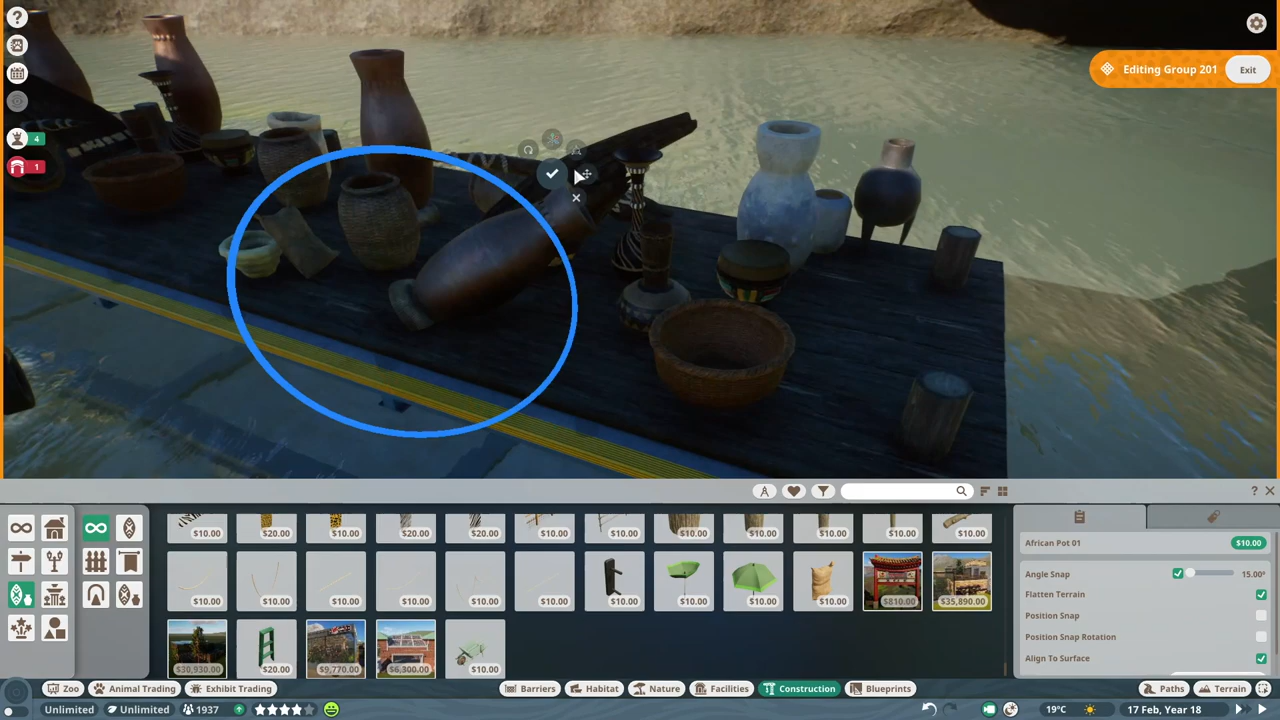 ?
Editing Group 201 Exit
4
1
$10.00 $20.00 $10.00 $20.00 $20.00 $10.00 $10.00 $10.00 $10.00 $10.00 $10.00 $10.00
$10.00 $10.00 $10.00 $10.00 $10.00 $10.00 $10.00 $10.00 $10.00 $10.00 $810.00 $35,890.00
$30,930.00 $20.00 $9,770.00 $6,300.00 $10.00
?
African Pot 01 $10.00
Angle Snap 15.00°
Flatten Terrain
Position Snap
Position Snap Rotation
Align To Surface
Zoo Animal Trading Exhibit Trading Barriers Habitat Nature Facilities Construction Blueprints Paths Terrain
Unlimited Unlimited 1937 19°C 17 Feb, Year 18